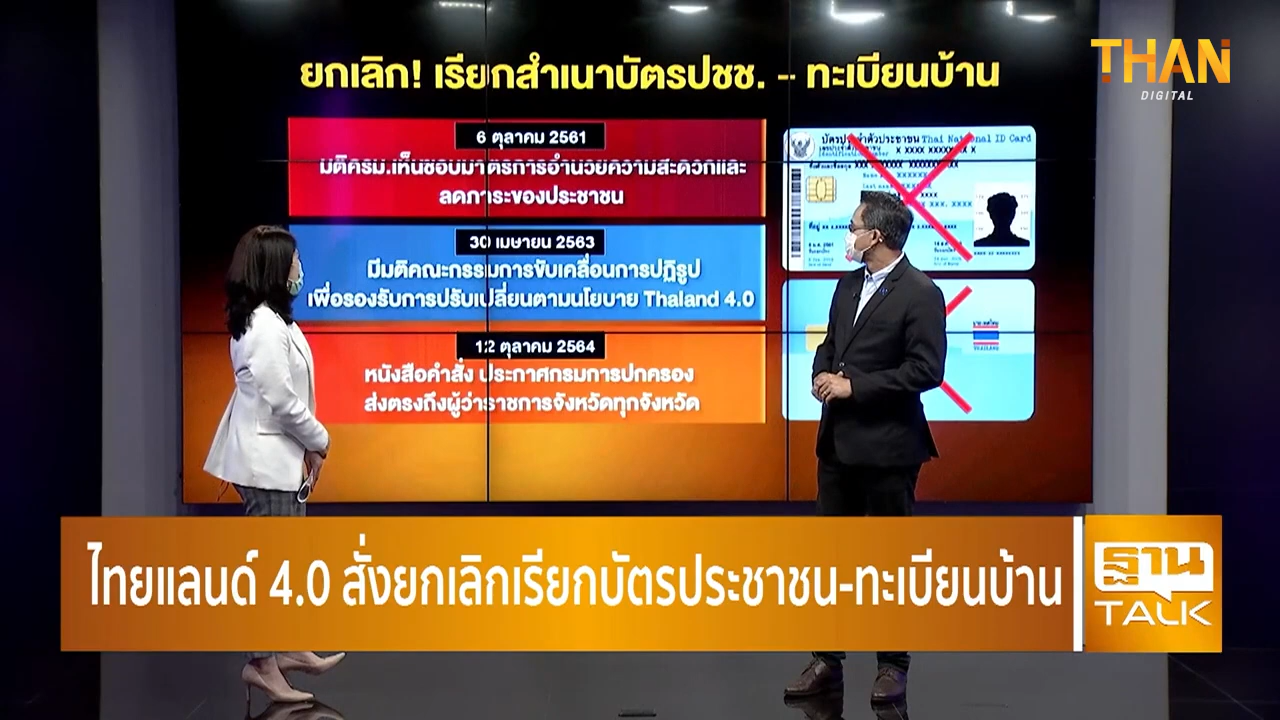 THAN
DIGITAL
ยกเลิก! เรียกสำเนาบัตรปชช. - ทะเบียนบ้าน
6 ตุลาคม 2561
มติครม.เห็นชอบมาตรการอำนวยความสะดวกและ
ลดภาระของประชาชน
30 เมษายน 2563
มีมติคณะกรรมการขับเคลื่อนการปฏิรูป
เพื่อรองรับการปรับเปลี่ยนตามนโยบาย Thaland 4.0
12 ตุลาคม 2564
หนังสือคำสั่ง ประกาศกรมการปกครอง
ส่งตรงถึงผู้ว่าราชการจังหวัดทุกจังหวัด
บัตรประจำตัวประชาชน Thai National ID Card
THAILAND
ไทยแลนด์ 4.0 สั่งยกเลิกเรียกบัตรประชาชน-ทะเบียนบ้าน
ฐาน
TALK